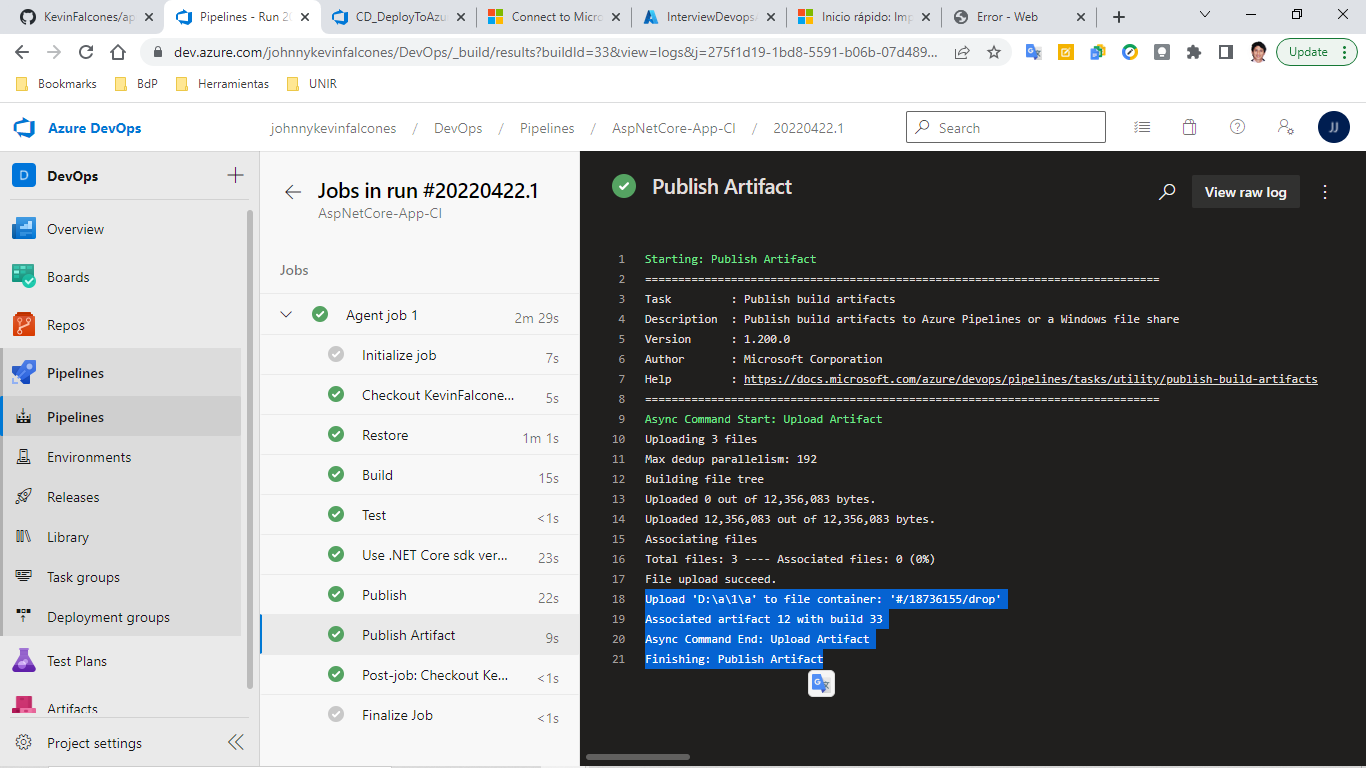 KevinFalcones/ap
Pipelines - Run 20
CD_DeployToAzu
Connect to Micro
InterviewDevops
Inicio rápido: Imp
Error - Web
dev.azure.com/johnnykevinfalcones/DevOps/_build/results?buildId=33&view=logs&j=275f1d19-1bd8-5591-b06b-07d489...
Update
Bookmarks
BdP
Herramientas
UNIR
Azure DevOps
johnnykevinfalcones / DevOps / Pipelines / AspNetCore-App-CI / 20220422.1
Search
JJ
D
DevOps
Overview
Boards
Repos
Pipelines
Pipelines
Environments
Releases
Library
Task groups
Deployment groups
Test Plans
Artifacts
Project settings
Jobs in run #20220422.1
AspNetCore-App-CI
Jobs
Agent job 1 2m 29s
Initialize job 7s
Checkout KevinFalcone... 5s
Restore 1m 1s
Build 15s
Test <1s
Use .NET Core sdk ver... 23s
Publish 22s
Publish Artifact 9s
Post-job: Checkout Ke... <1s
Finalize Job <1s
Publish Artifact
View raw log
1 Starting: Publish Artifact
2 ==============================================================================
3 Task : Publish build artifacts
4 Description : Publish build artifacts to Azure Pipelines or a Windows file share
5 Version : 1.200.0
6 Author : Microsoft Corporation
7 Help : https://docs.microsoft.com/azure/devops/pipelines/tasks/utility/publish-build-artifacts
8 ==============================================================================
9 Async Command Start: Upload Artifact
10 Uploading 3 files
11 Max dedup parallelism: 192
12 Building file tree
13 Uploaded 0 out of 12,356,083 bytes.
14 Uploaded 12,356,083 out of 12,356,083 bytes.
15 Associating files
16 Total files: 3 ---- Associated files: 0 (0%)
17 File upload succeed.
18 Upload 'D:\a\1\a' to file container: '#/18736155/drop'
19 Associated artifact 12 with build 33
20 Async Command End: Upload Artifact
21 Finishing: Publish Artifact